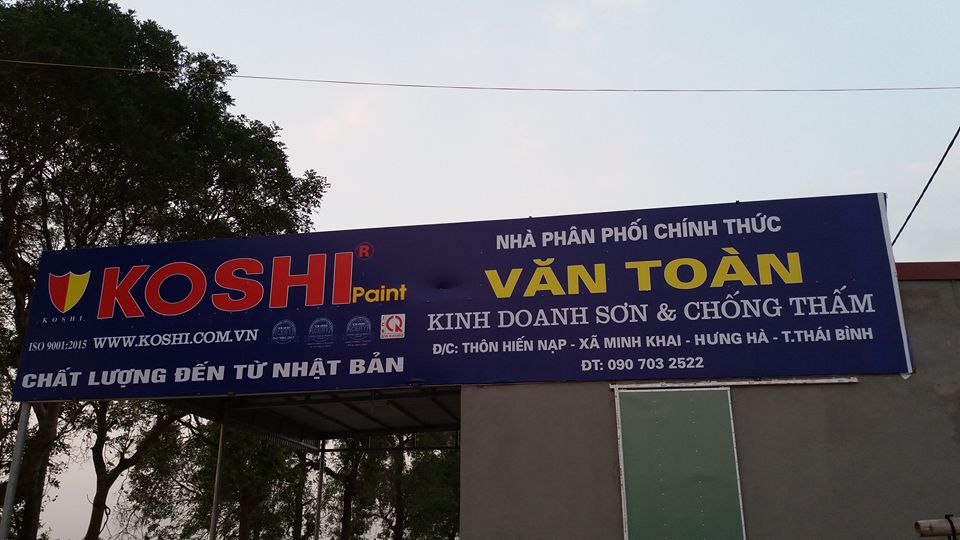 KOSHI® Paint
KOSHI
ISO 9001:2015 WWW.KOSHI.COM.VN
CHẤT LƯỢNG ĐẾN TỪ NHẬT BẢN
NHÀ PHÂN PHỐI CHÍNH THỨC
VĂN TOÀN
KINH DOANH SƠN & CHỐNG THẤM
Đ/C: THÔN HIẾN NẠP - XÃ MINH KHAI - HƯNG HÀ - T.THÁI BÌNH
ĐT: 090 703 2522